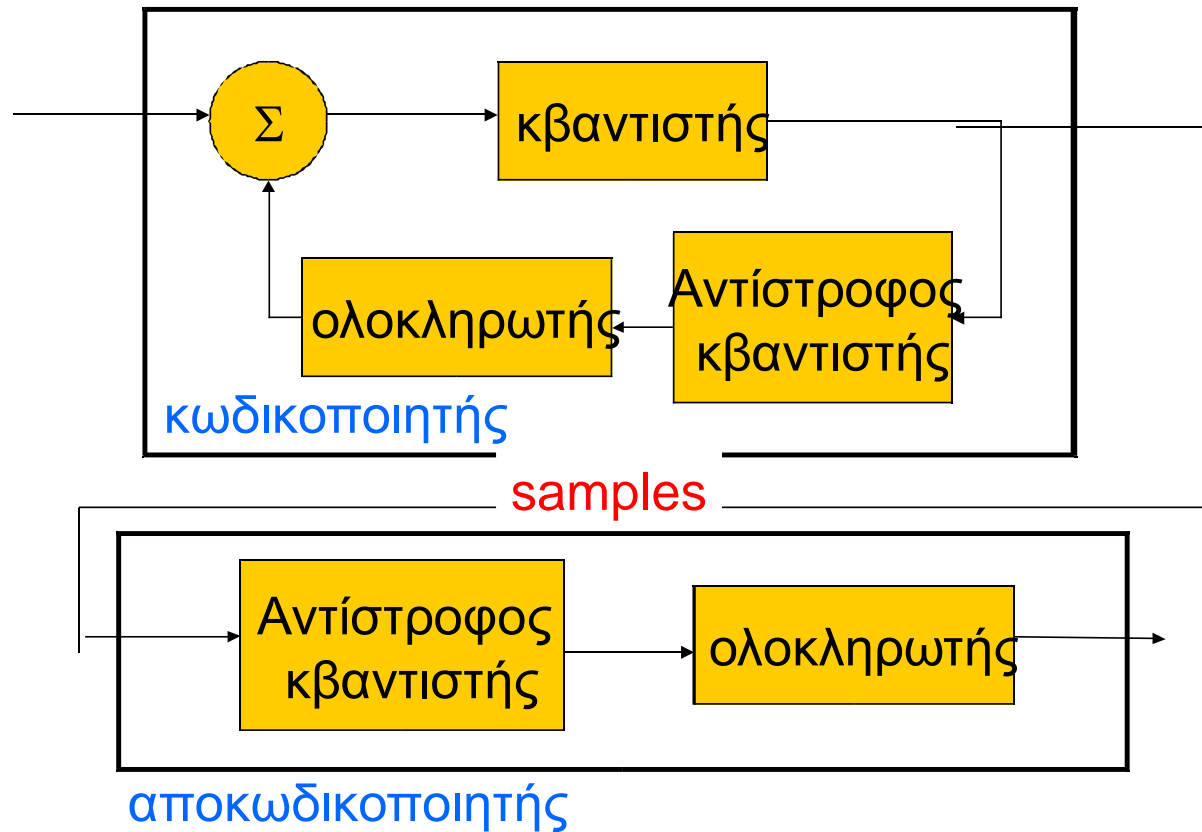 Σ
κβαντιστής
ολοκληρωτής
Αντίστροφος
κβαντιστής
κωδικοποιητής
samples
Αντίστροφος
κβαντιστής
ολοκληρωτής
αποκωδικοποιητής